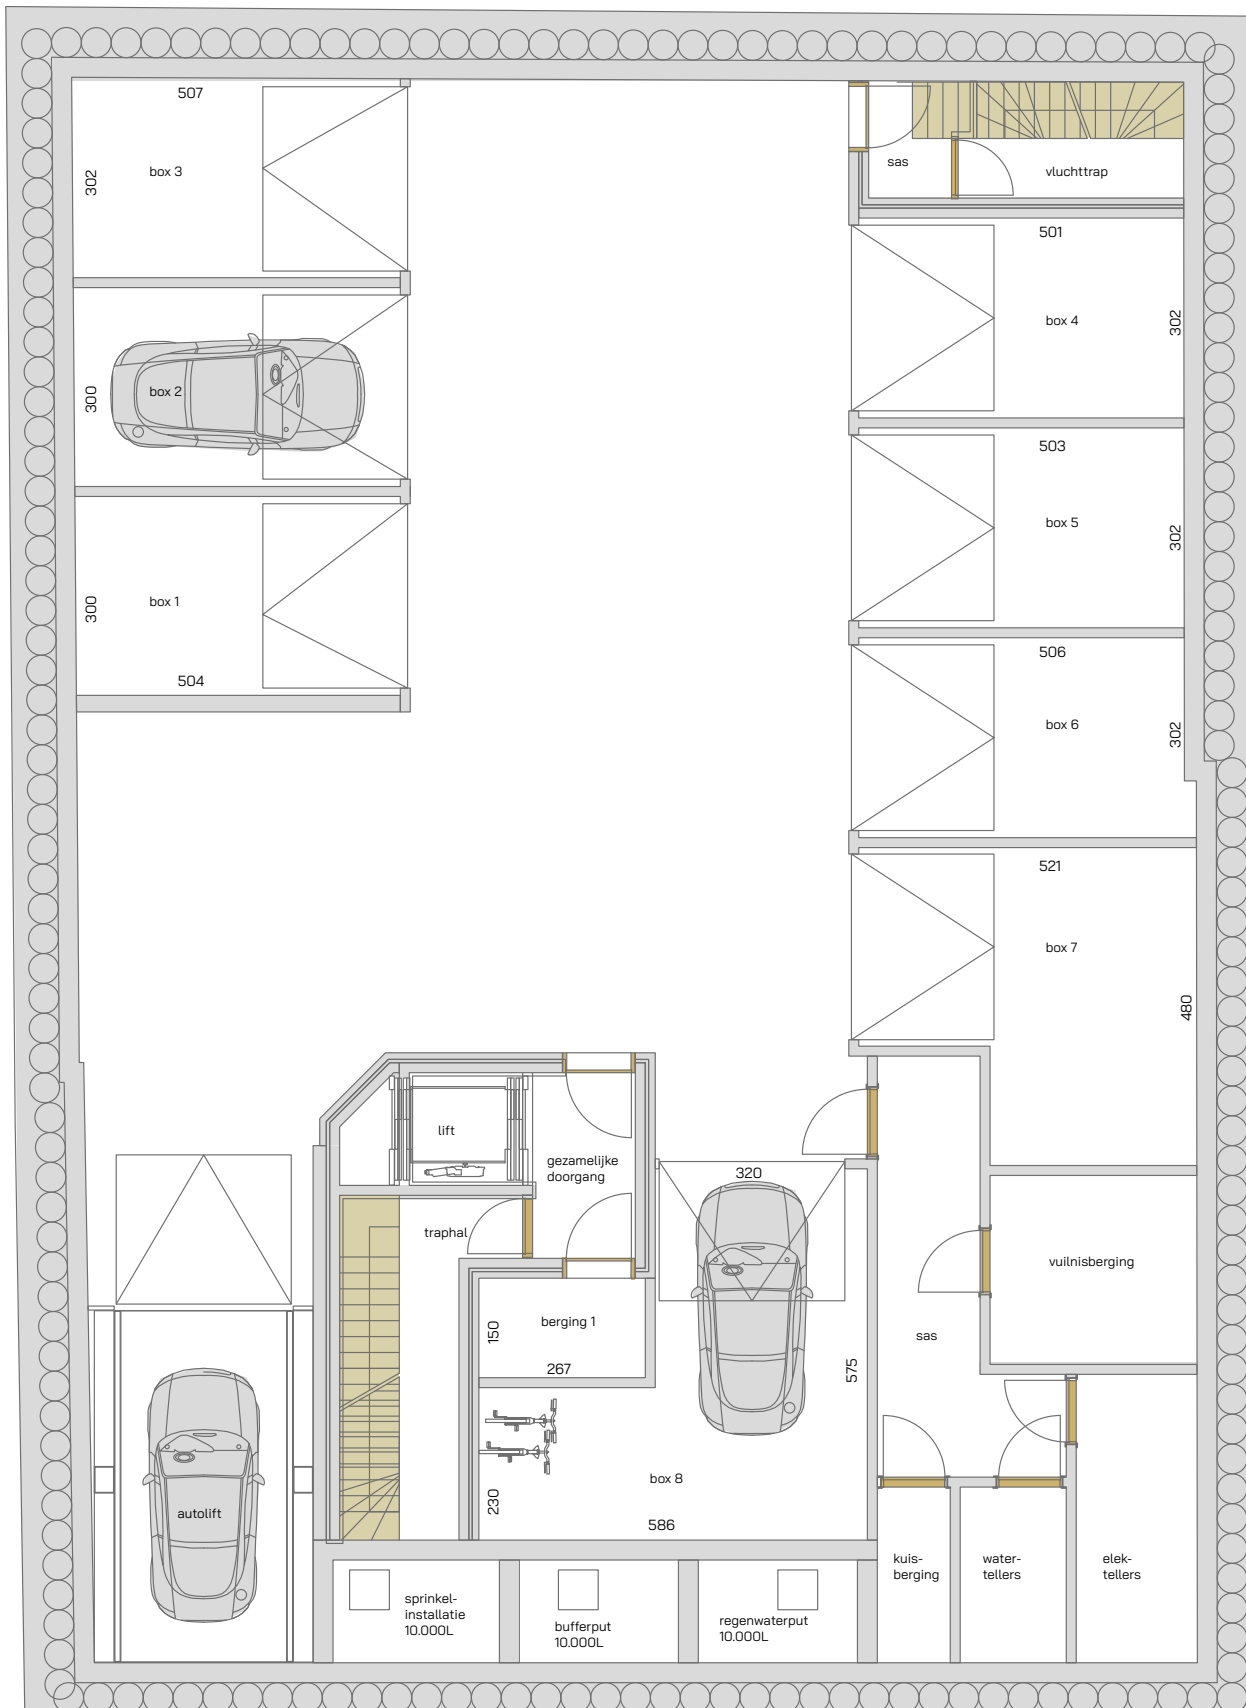 507
302
box 3
sas
vluchttrap
501
box 4
302
300
box 2
503
box 5
302
300
box 1
504
506
box 6
302
521
box 7
480
lift
gezamelijke
doorgang
320
traphal
vuilnisberging
berging 1
150
267
sas
575
box 8
230
586
autolift
kuis-
berging
water-
tellers
elek-
tellers
sprinkel-
installatie
10.000L
bufferput
10.000L
regenwaterput
10.000L